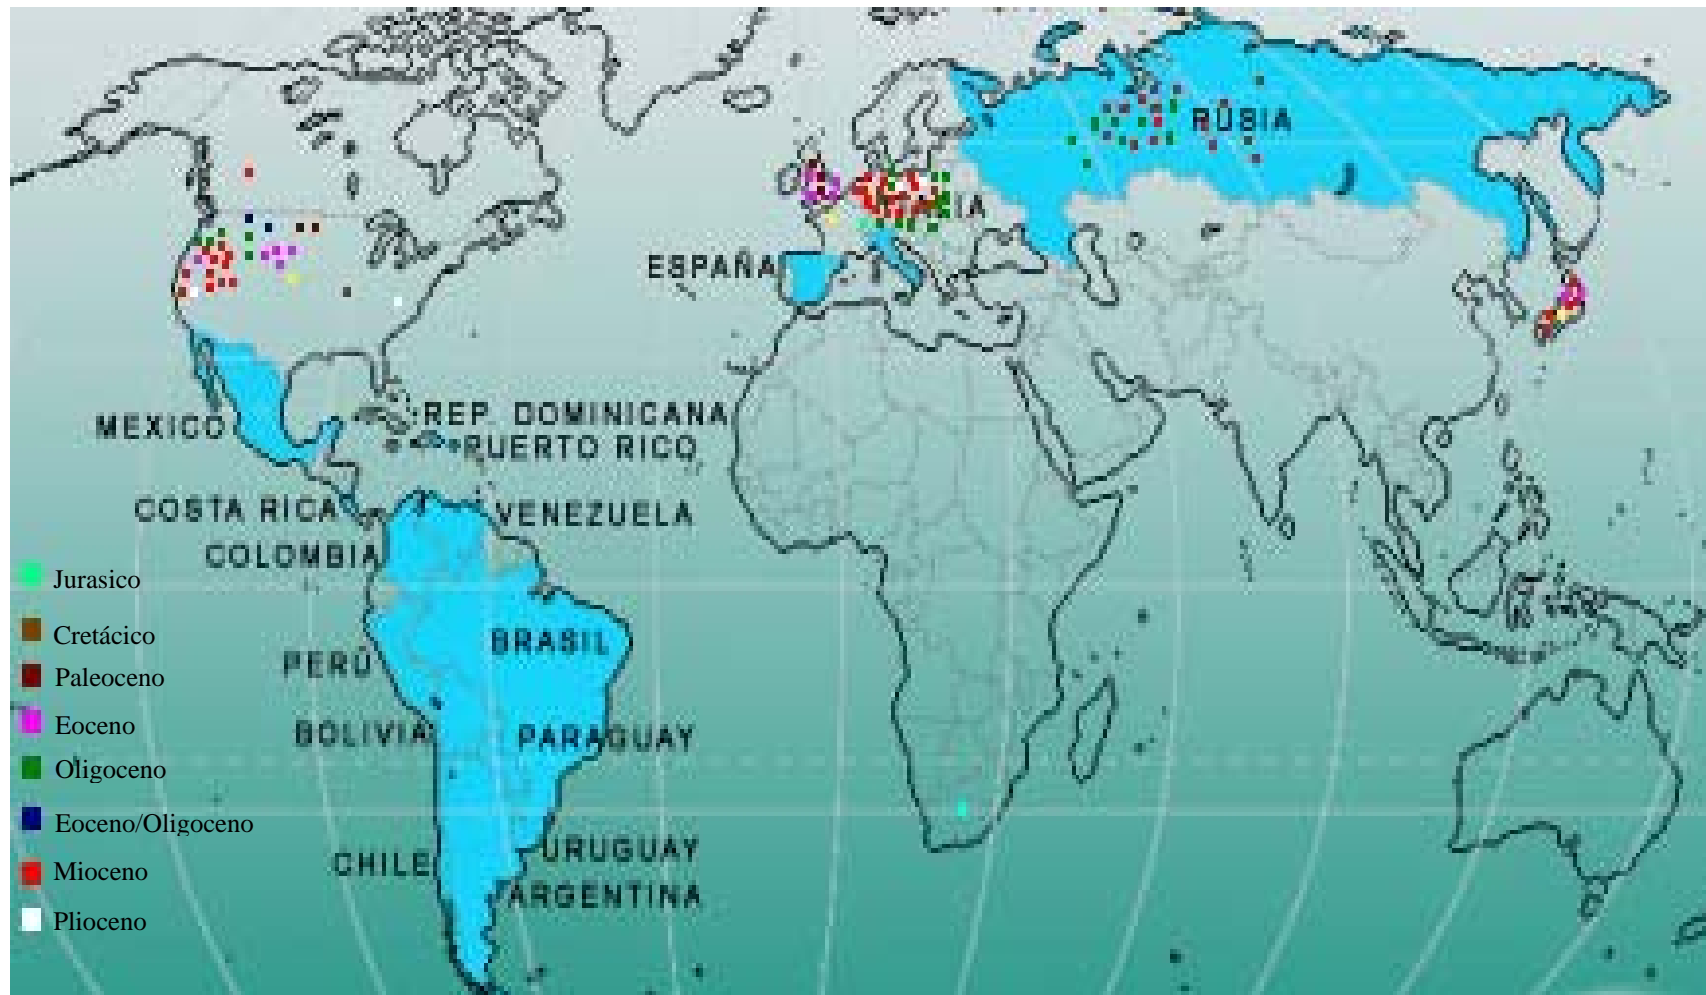 RÚSIA
ESPAÑA
MEXICO
REP. DOMINICANA
PUERTO RICO
COSTA RICA
VENEZUELA
COLOMBIA
BRASIL
PERÚ
BOLIVIA
PARAGUAY
CHILE
URUGUAY
ARGENTINA
Jurasico
Cretácico
Paleoceno
Eoceno
Oligoceno
Eoceno/Oligoceno
Mioceno
Plioceno